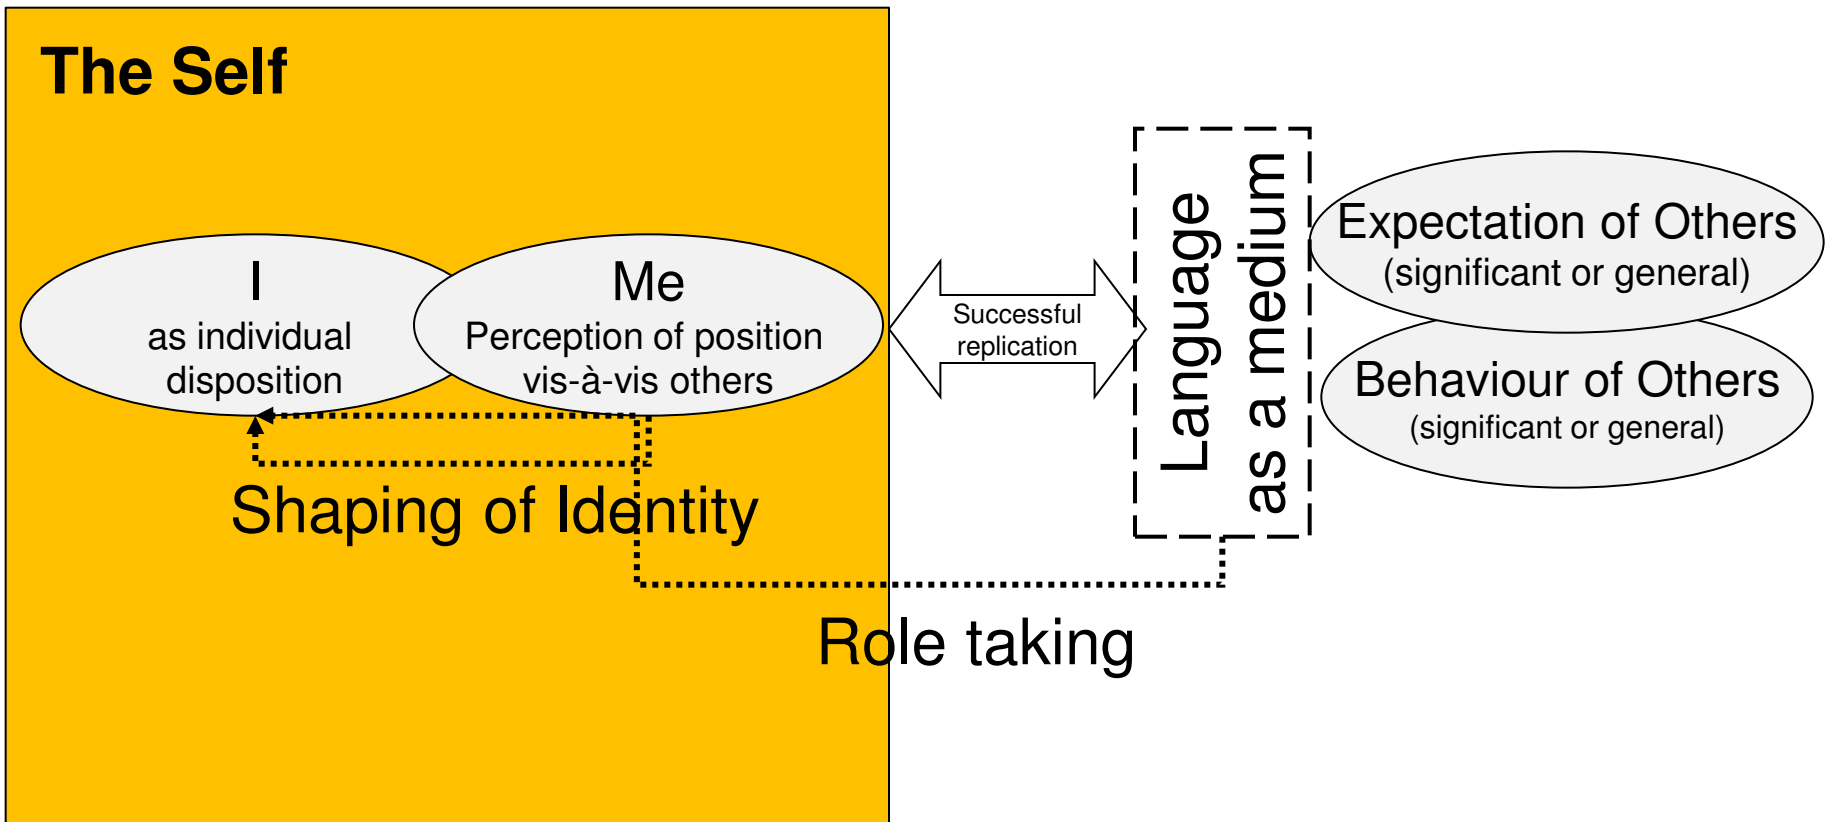 The Self
I
as individual
disposition
Me
Perception of position
vis-à-vis others
Shaping of Identity
Successful
replication
Language
as a medium
Expectation of Others
(significant or general)
Behaviour of Others
(significant or general)
Role taking